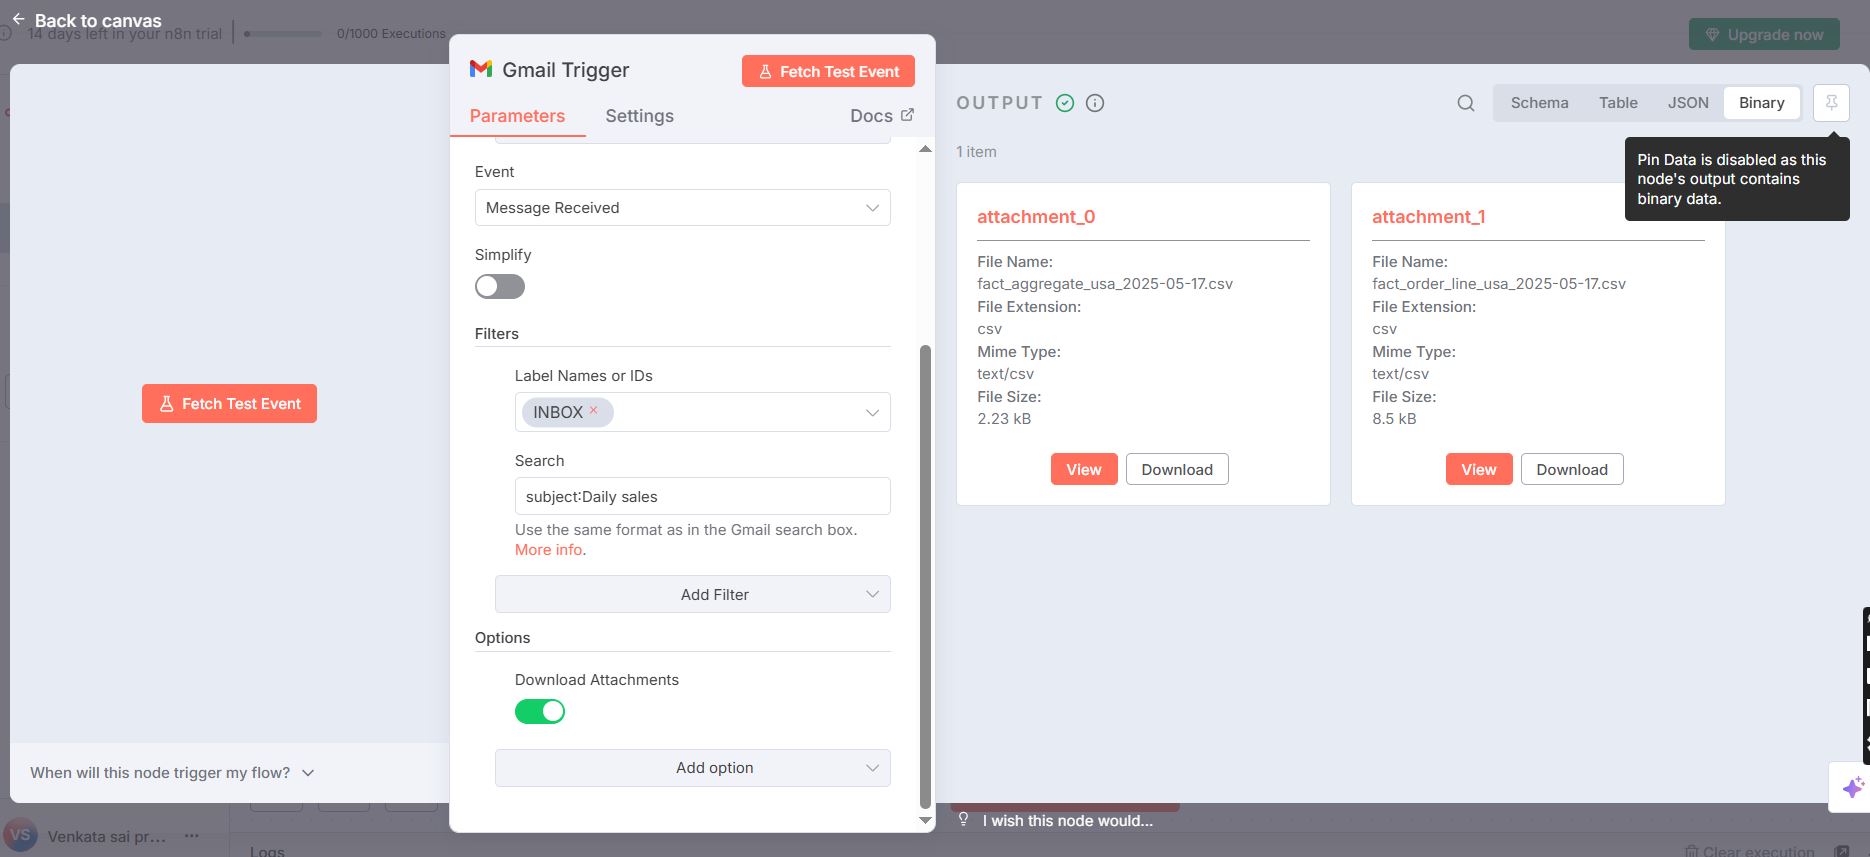 Back to canvas
14 days left in your n8n trial
0/1000 Executions
Upgrade now
Gmail Trigger
Fetch Test Event
Parameters
Settings
Docs
Event
Message Received
Simplify
Filters
Label Names or IDs
INBOX ×
Search
subject:Daily sales
Use the same format as in the Gmail search box.
More info.
Add Filter
Options
Download Attachments
Add option
Fetch Test Event
When will this node trigger my flow?
OUTPUT
Schema
Table
JSON
Binary
1 item
Pin Data is disabled as this
node's output contains
binary data.
attachment_0
File Name:
fact_aggregate_usa_2025-05-17.csv
File Extension:
csv
Mime Type:
text/csv
File Size:
2.23 kB
View
Download
attachment_1
File Name:
fact_order_line_usa_2025-05-17.csv
File Extension:
csv
Mime Type:
text/csv
File Size:
8.5 kB
View
Download
I wish this node would...
VS
Venkata sai pr...
Logs
Clear execution